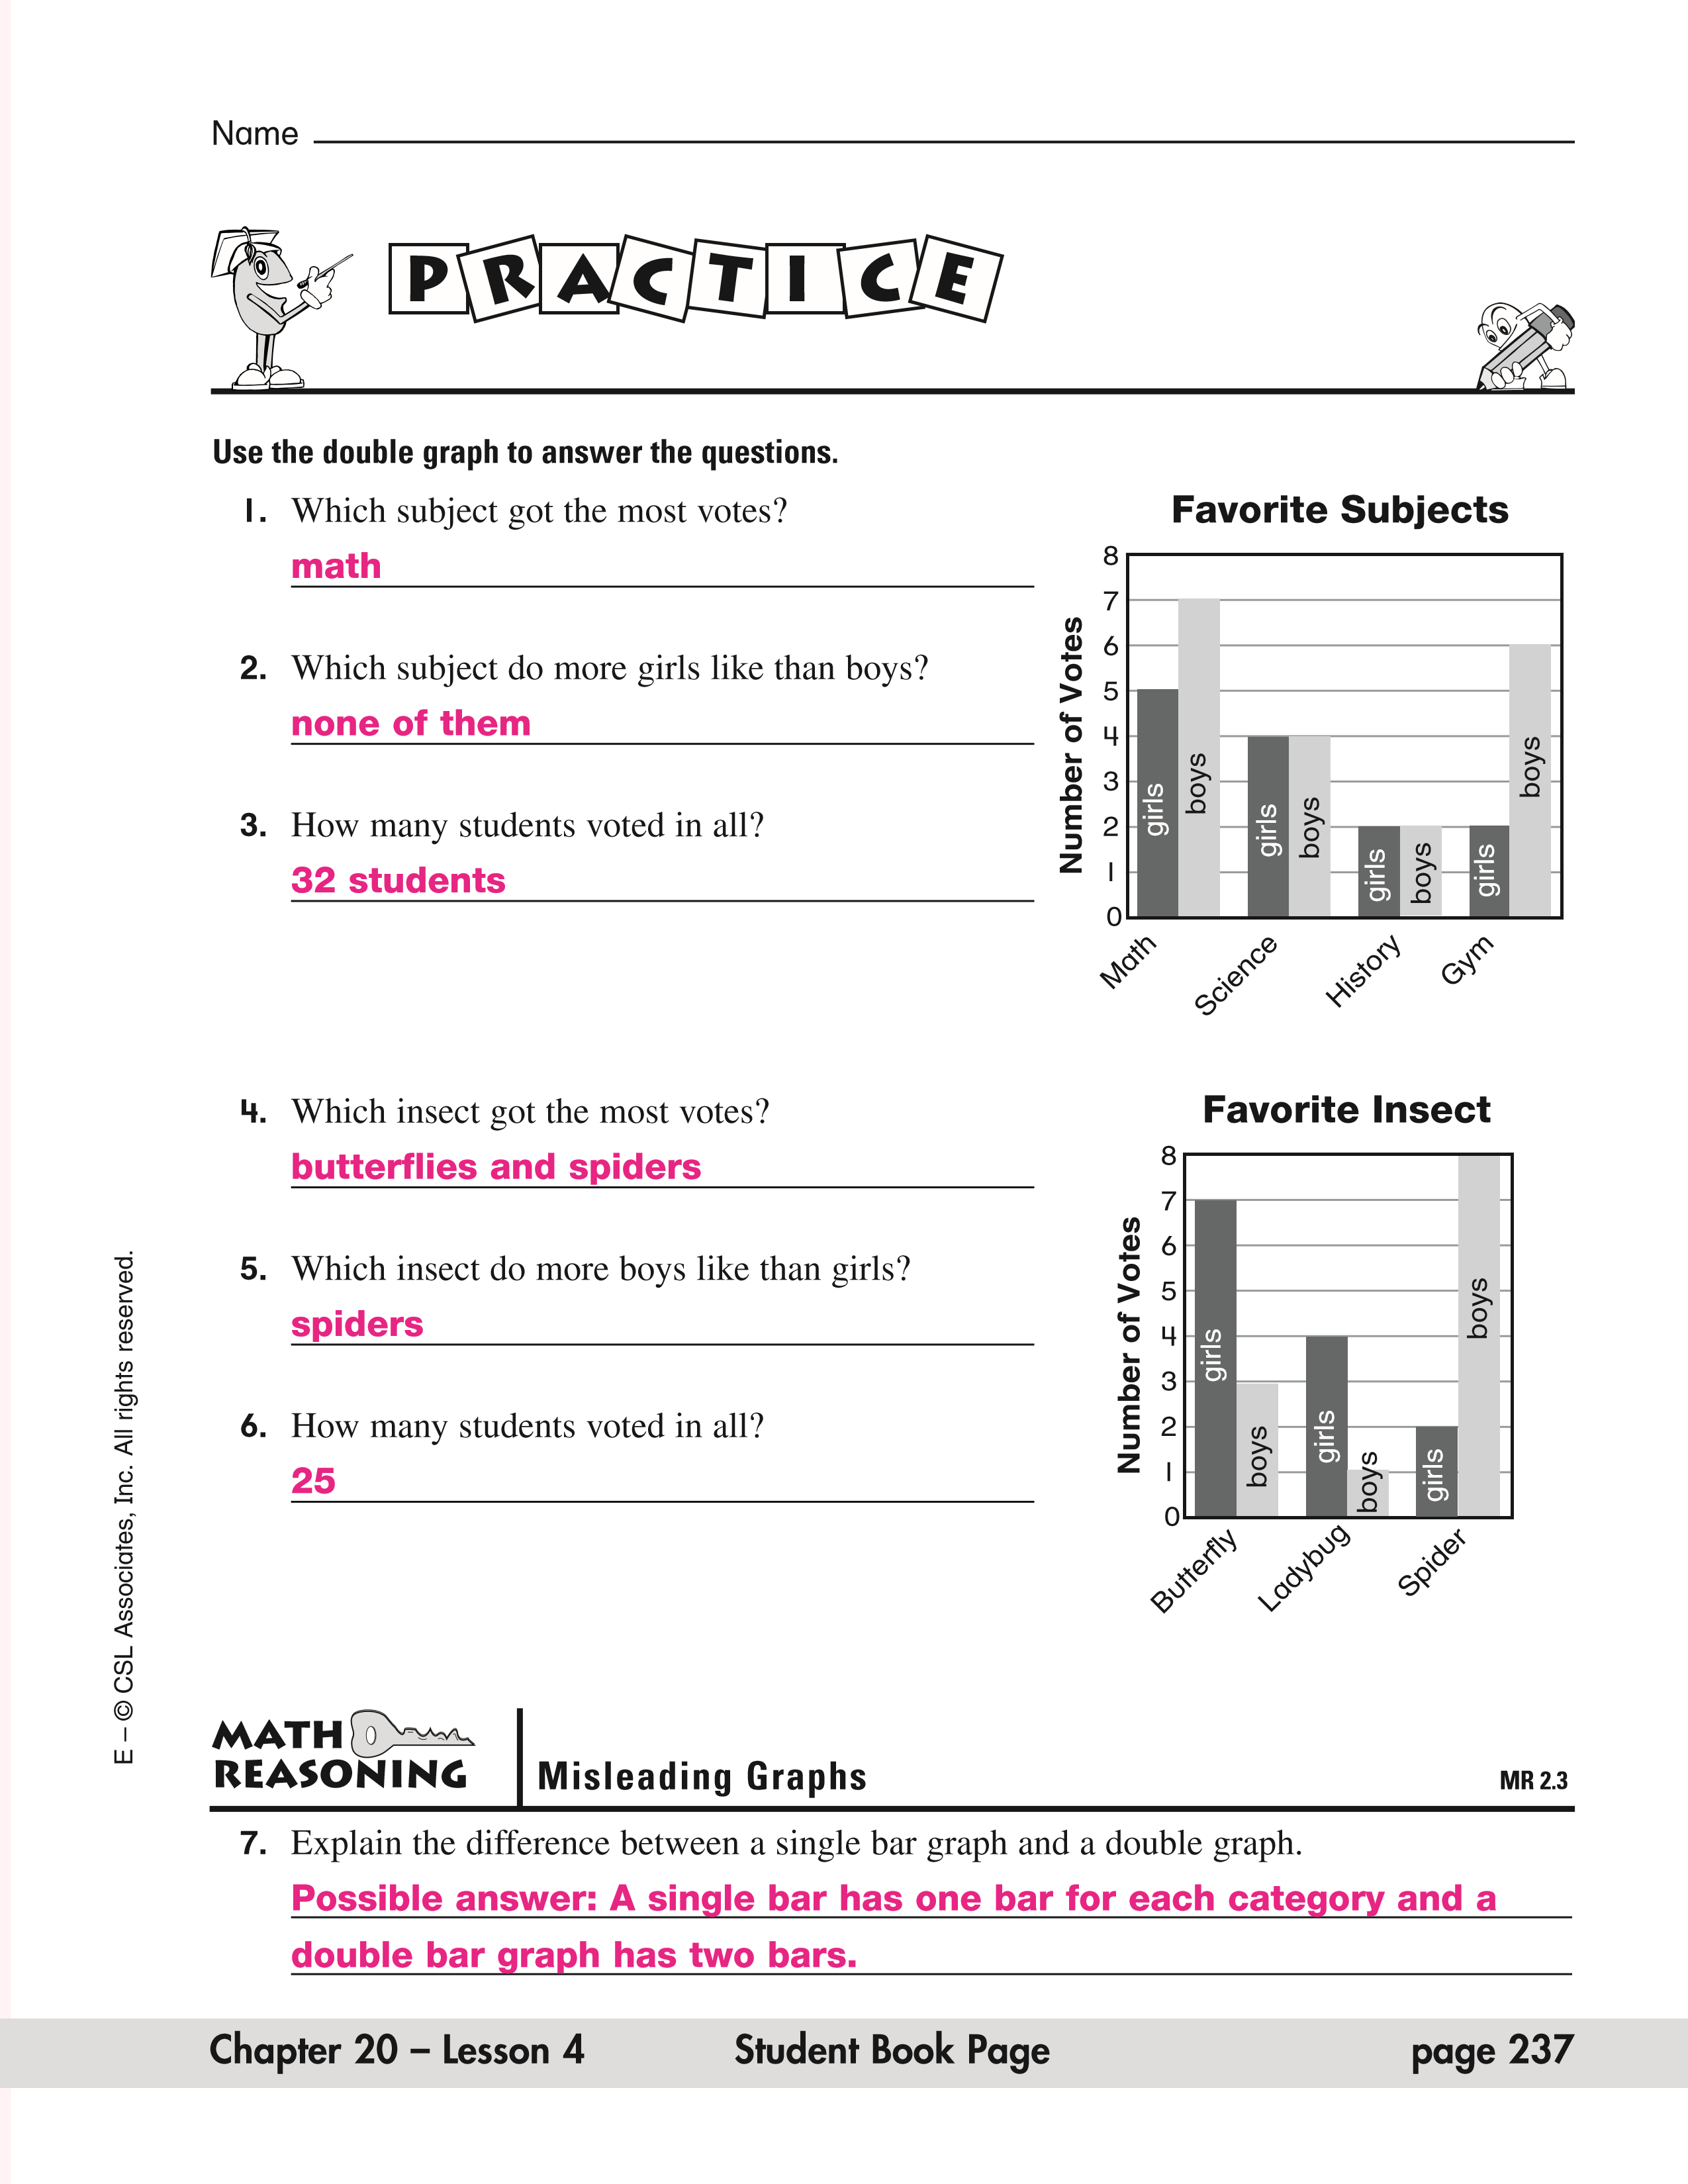 Name
PRACTICE
Use the double graph to answer the questions.
1. Which subject got the most votes?
math
2. Which subject do more girls like than boys?
none of them
3. How many students voted in all?
32 students
Favorite Subjects
Number of Votes
8
7
6
5
4
3
2
1
0
girls
boys
girls
boys
girls
boys
girls
boys
Math
Science
History
Gym
4. Which insect got the most votes?
butterflies and spiders
5. Which insect do more boys like than girls?
spiders
6. How many students voted in all?
25
Favorite Insect
Number of Votes
8
7
6
5
4
3
2
1
0
girls
boys
girls
boys
girls
boys
Butterfly
Ladybug
Spider
E – © CSL Associates, Inc. All rights reserved.
MATH
REASONING
Misleading Graphs
MR 2.3
7. Explain the difference between a single bar graph and a double graph.
Possible answer: A single bar has one bar for each category and a
double bar graph has two bars.
Chapter 20 – Lesson 4 Student Book Page page 237